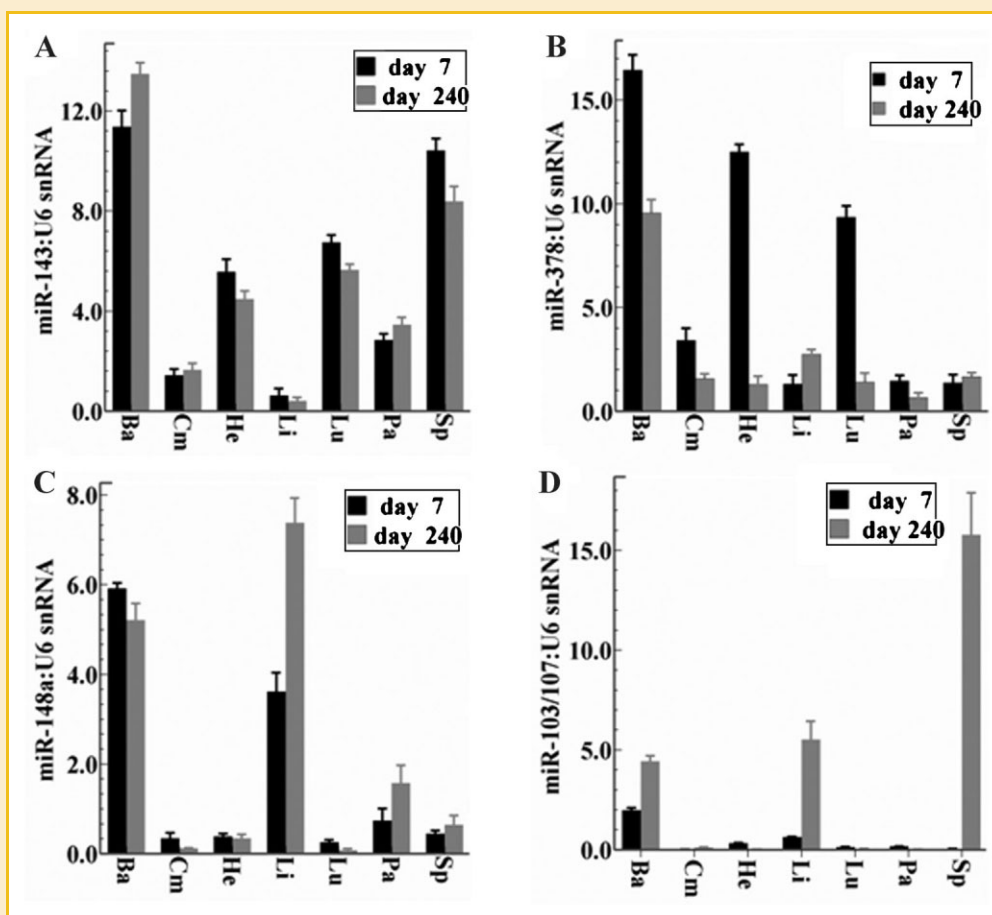 A
miR-143:U6 snRNA
12.0
8.0
4.0
0.0
day 7
day 240
Ba Cm He Li Lu Pa Sp
B
miR-378:U6 snRNA
15.0
10.0
5.0
0.0
day 7
day 240
Ba Cm He Li Lu Pa Sp
C
miR-148a:U6 snRNA
8.0
6.0
4.0
2.0
0.0
day 7
day 240
Ba Cm He Li Lu Pa Sp
D
miR-103/107:U6 snRNA
15.0
10.0
5.0
0.0
day 7
day 240
Ba Cm He Li Lu Pa Sp